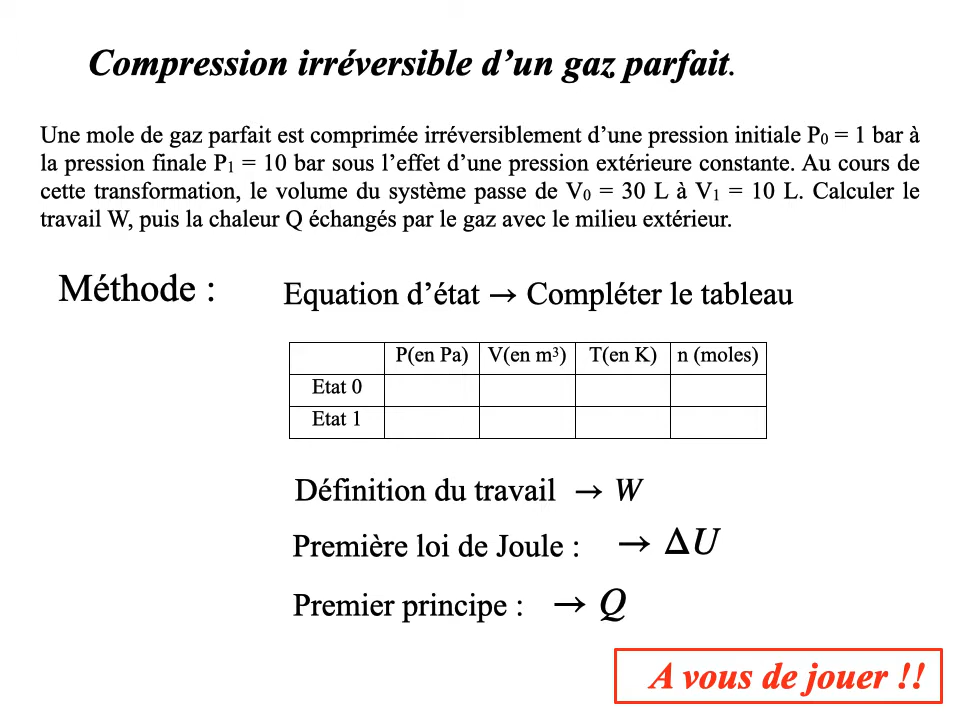 Compression irréversible d’un gaz parfait.
Une mole de gaz parfait est comprimée irréversiblement d’une pression initiale P0 = 1 bar à
la pression finale P1 = 10 bar sous l’effet d’une pression extérieure constante. Au cours de
cette transformation, le volume du système passe de V0 = 30 L à V1 = 10 L. Calculer le
travail W, puis la chaleur Q échangés par le gaz avec le milieu extérieur.
Méthode :
Equation d’état → Compléter le tableau
P(en Pa) V(en m³) T(en K) n (moles)
Etat 0
Etat 1
Définition du travail → W
Première loi de Joule : → ΔU
Premier principe : → Q
A vous de jouer !!